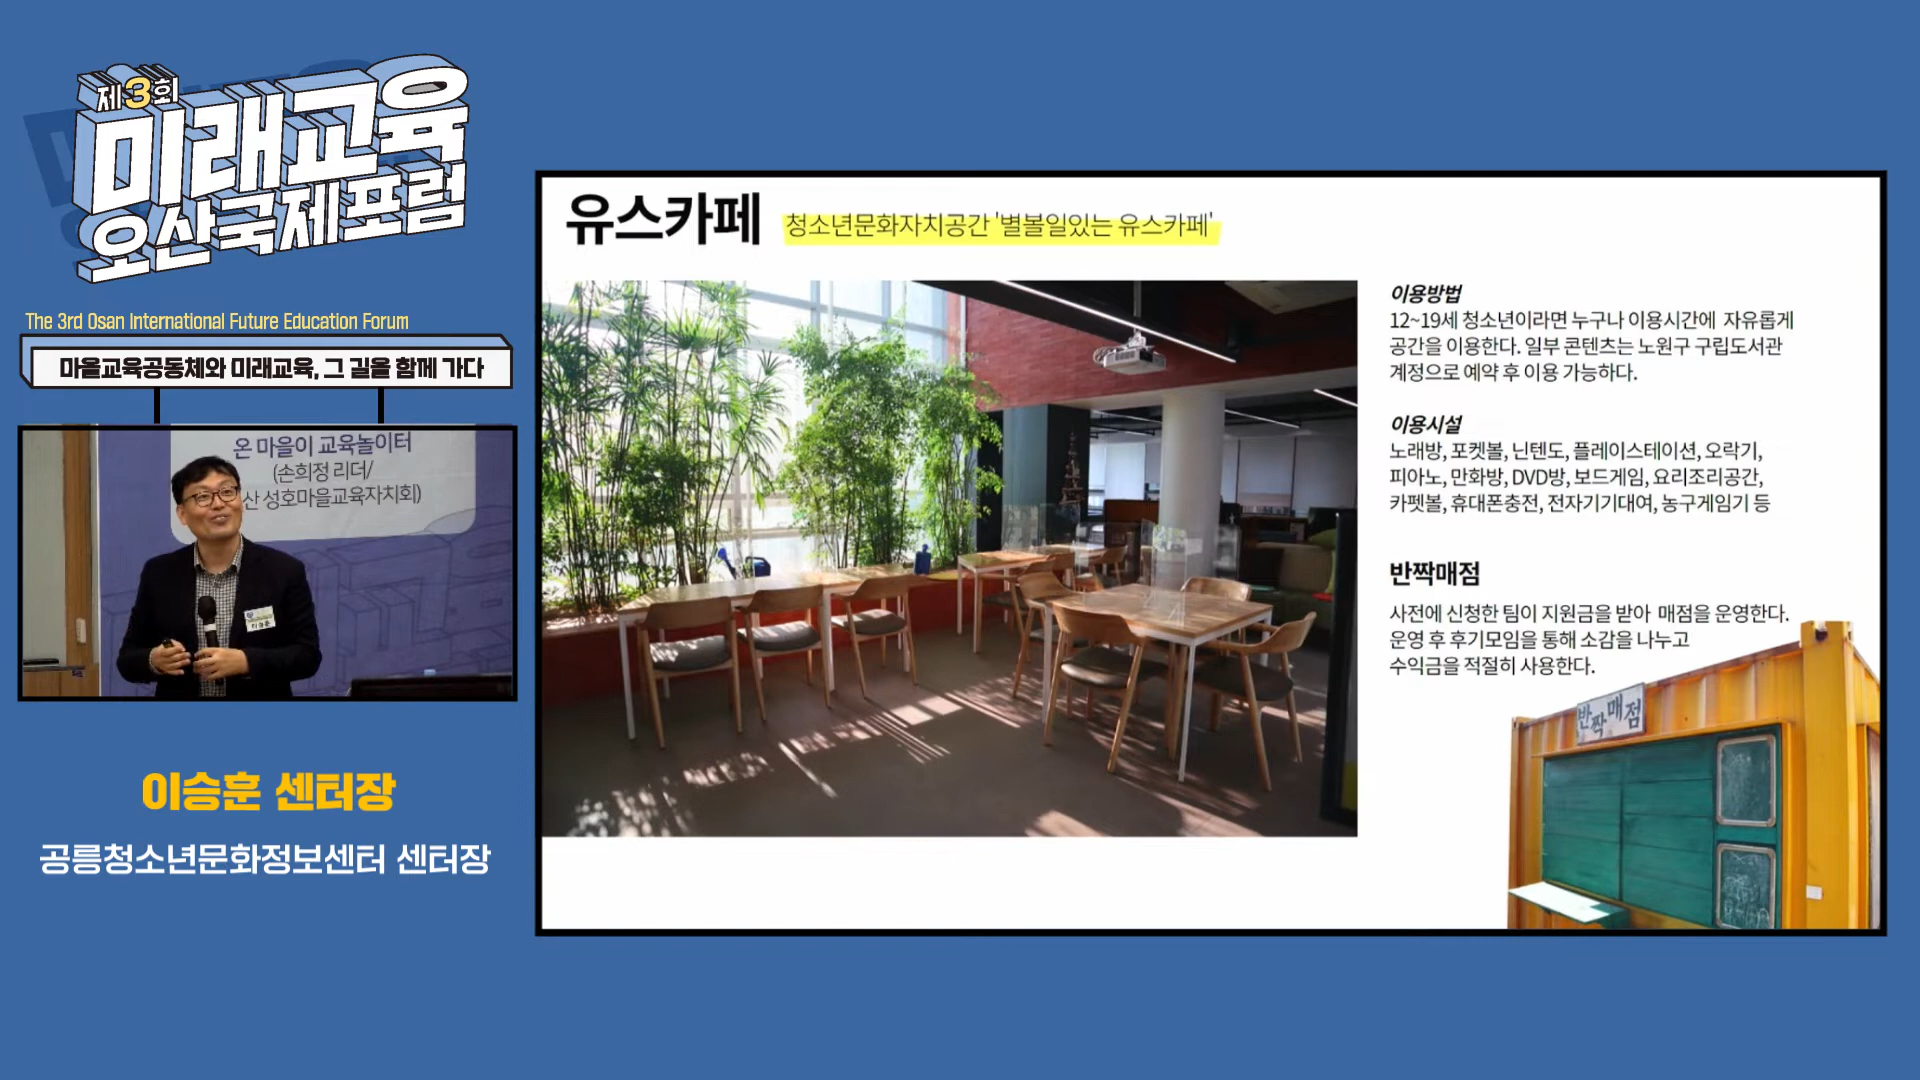 제3회
미래교육
오산국제포럼
The 3rd Osan International Future Education Forum
마을교육공동체와 미래교육, 그 길을 함께 가다
온 마을이 교육놀이터
(손희정 리더/
산 성호마을교육자치회)
이승훈 센터장
공릉청소년문화정보센터 센터장
유스카페 청소년문화자치공간 '별볼일있는 유스카페'
이용방법
12~19세 청소년이라면 누구나 이용시간에 자유롭게
공간을 이용한다. 일부 콘텐츠는 노원구 구립도서관
계정으로 예약 후 이용 가능하다.
이용시설
노래방, 포켓볼, 닌텐도, 플레이스테이션, 오락기,
피아노, 만화방, DVD방, 보드게임, 요리조리공간,
카펫볼, 휴대폰충전, 전자기기대여, 농구게임기 등
반짝매점
사전에 신청한 팀이 지원금을 받아 매점을 운영한다.
운영 후 후기모임을 통해 소감을 나누고
수익금을 적절히 사용한다.
반짝매점